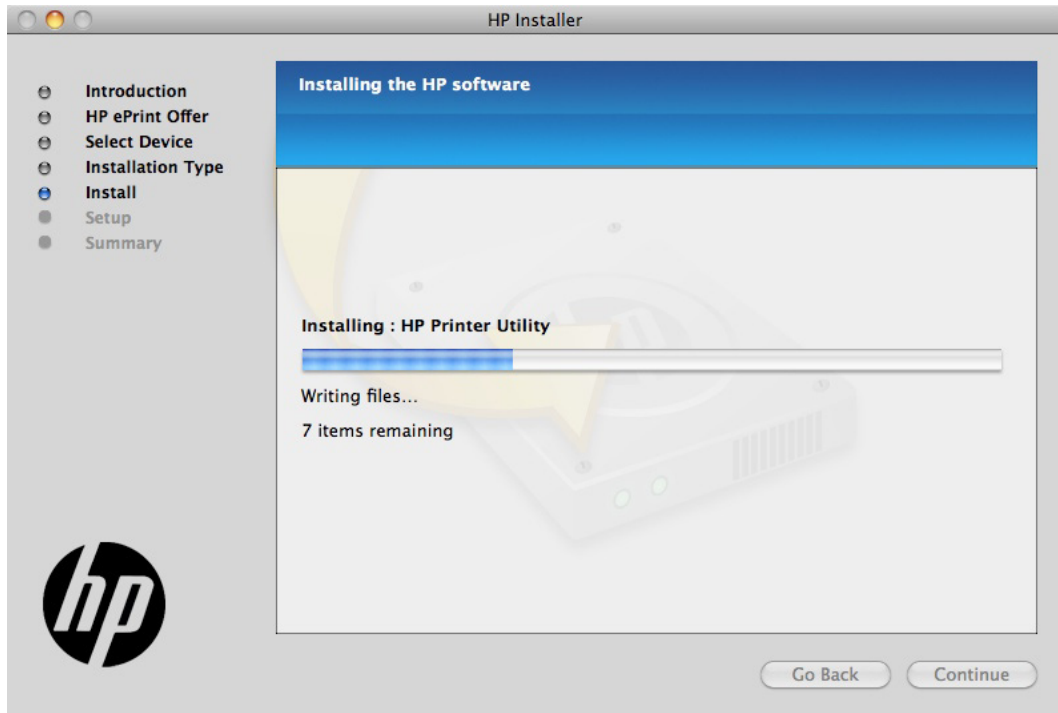 HP Installer
Introduction
HP ePrint Offer
Select Device
Installation Type
Install
Setup
Summary
Installing the HP software
Installing : HP Printer Utility
Writing files...
7 items remaining
hp
Go Back
Continue